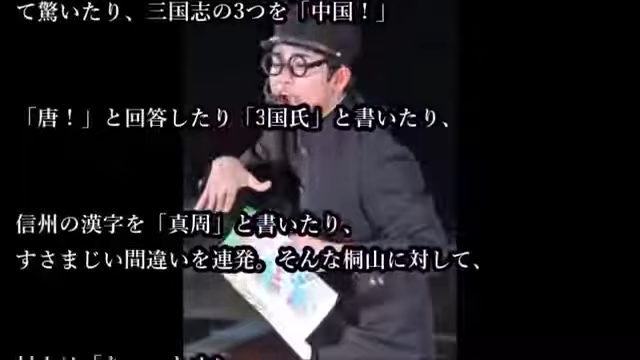 て驚いたり、三国志の3つを「中国！」
「唐！」と回答したり「3国氏」と書いたり、
信州の漢字を「真周」と書いたり、
すさまじい間違いを連発。そんな桐山に対して、